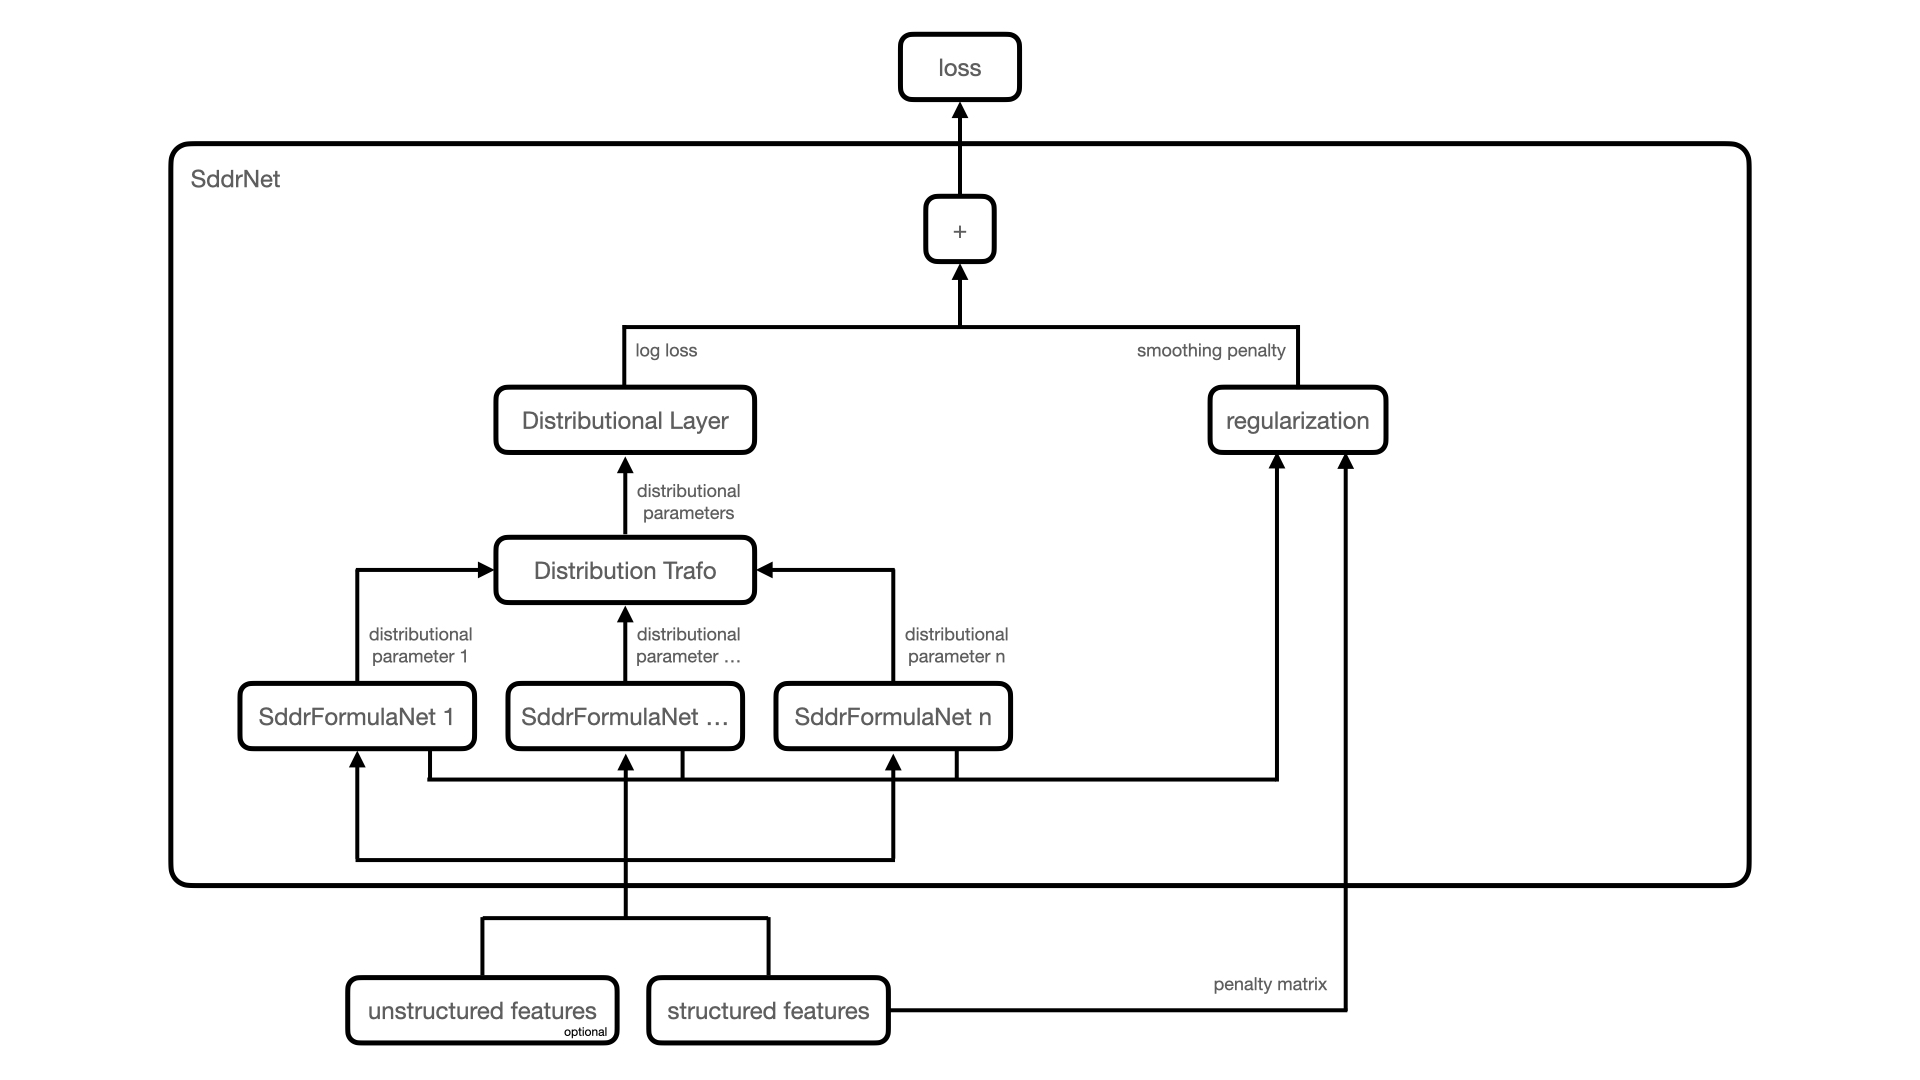 loss
SddrNet
+
log loss
smoothing penalty
Distributional Layer
regularization
distributional
parameters
Distribution Trafo
distributional
parameter 1
distributional
parameter …
distributional
parameter n
SddrFormulaNet 1
SddrFormulaNet …
SddrFormulaNet n
penalty matrix
unstructured features
optional
structured features